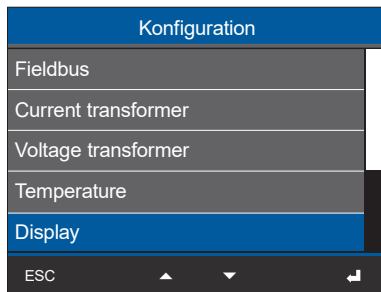 Konfiguration
Fieldbus
Current transformer
Voltage transformer
Temperature
Display
ESC